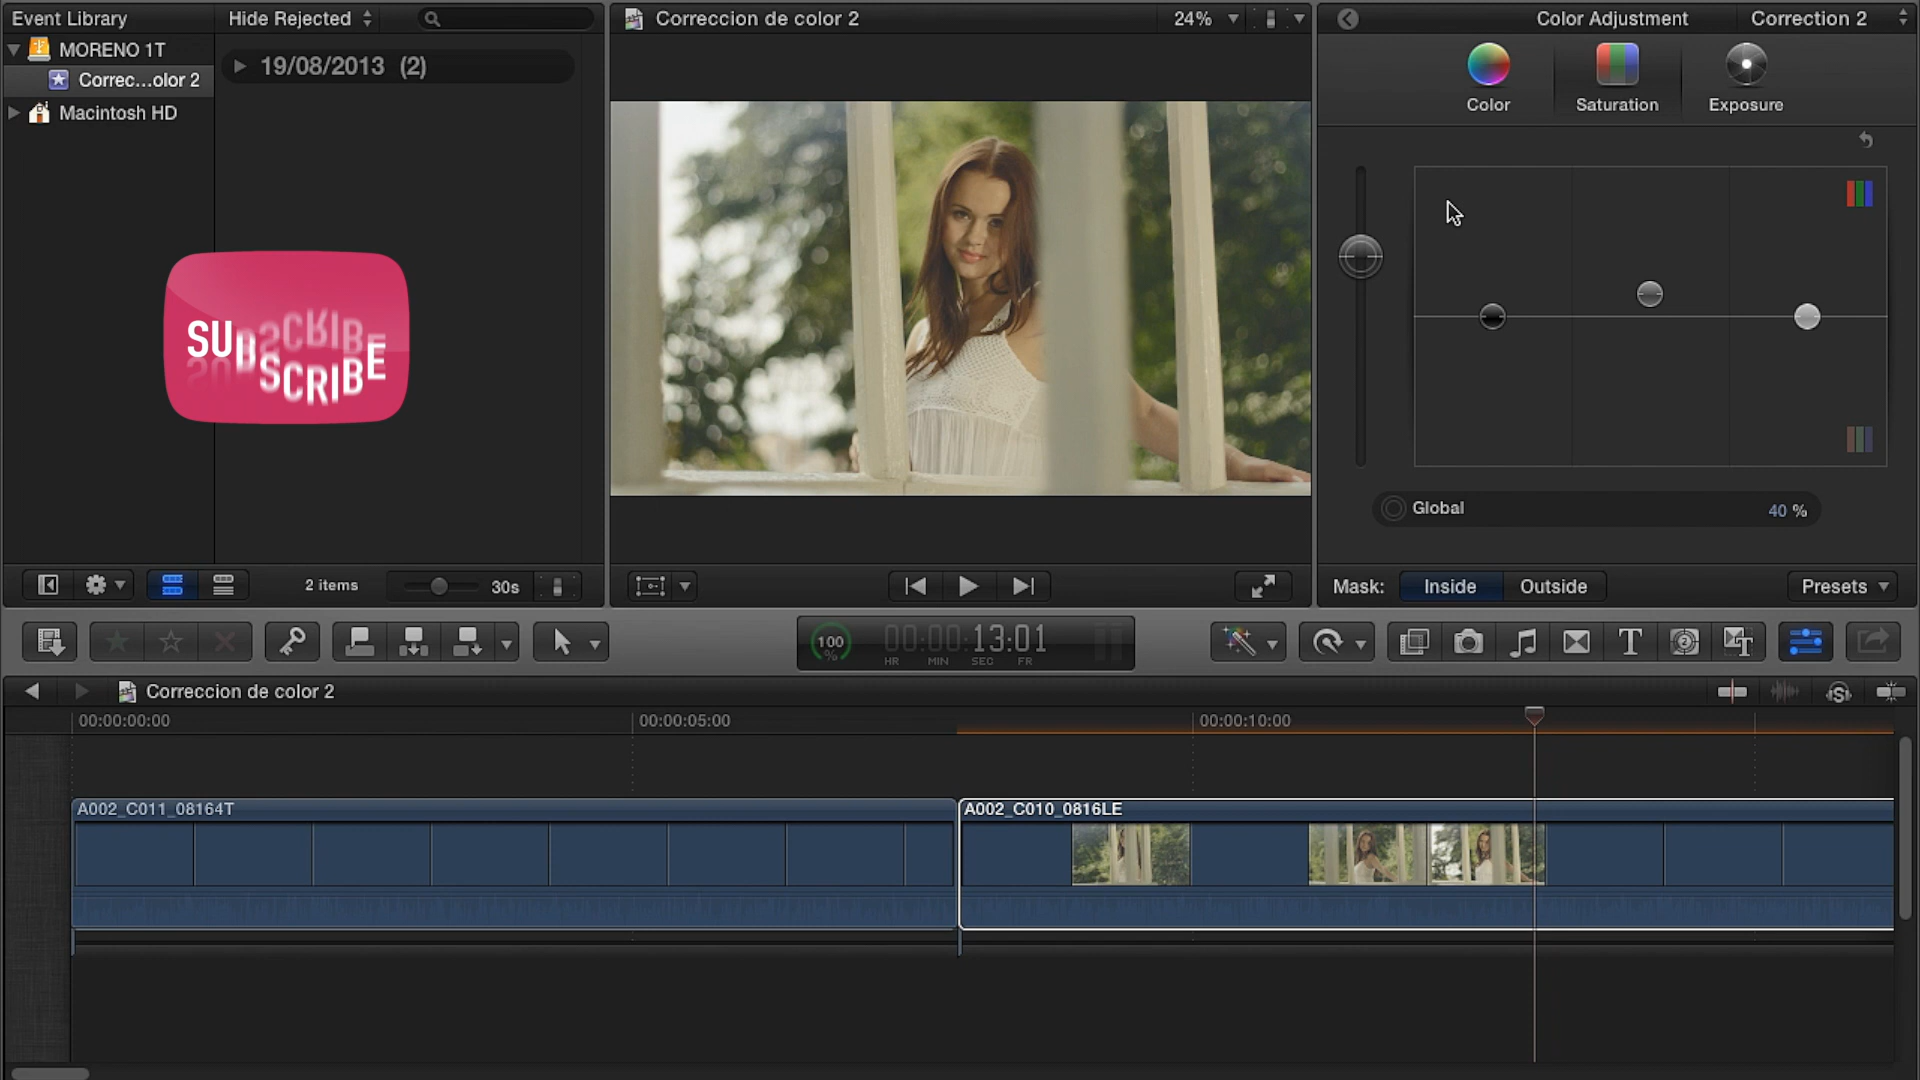 Event Library
Hide Rejected
Correccion de color 2
24%
Color Adjustment
Correction 2
MORENO 1T
19/08/2013 (2)
Correc...olor 2
Macintosh HD
Color
Saturation
Exposure
SUBSCRIBE
Global
40 %
2 items
30s
Mask:
Inside
Outside
Presets
100
%
00:00:13:01
HR MIN SEC FR
T
Correccion de color 2
00:00:00:00
00:00:05:00
00:00:10:00
A002_C011_08164T
A002_C010_0816LE